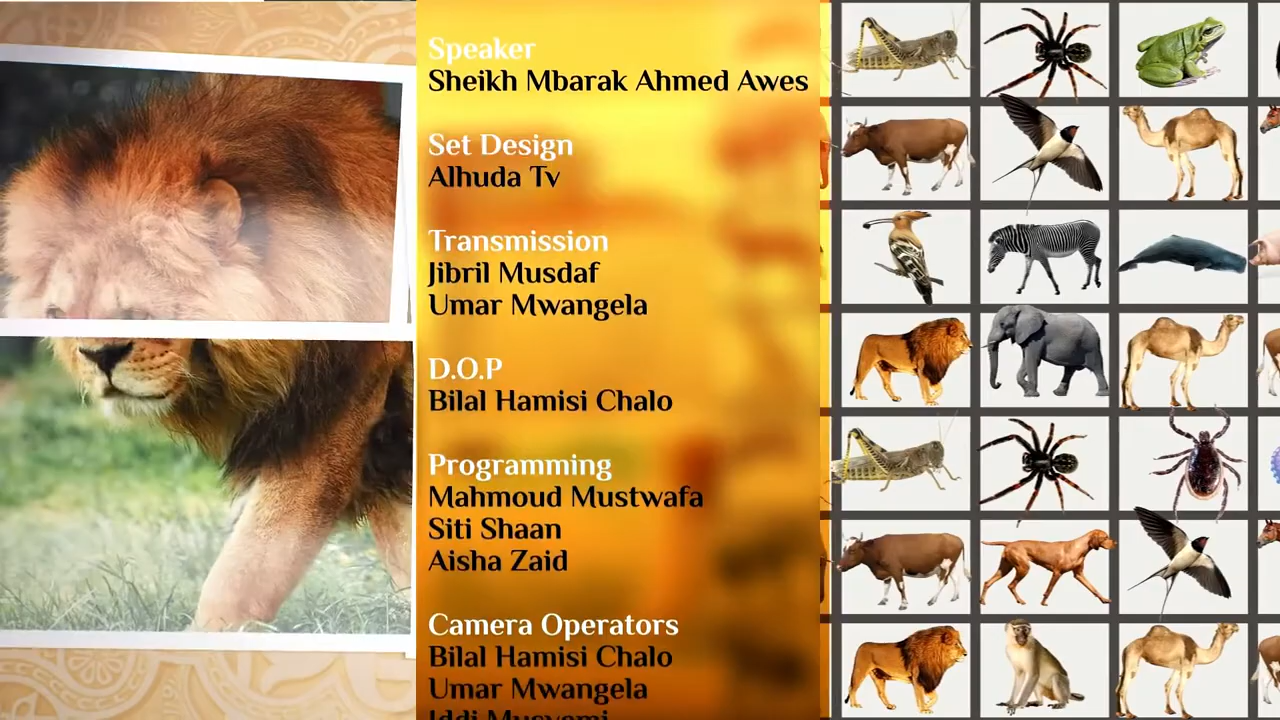 Speaker
Sheikh Mbarak Ahmed Awes
Set Design
Alhuda Tv
Transmission
Jibril Musdaf
Umar Mwangela
D.O.P
Bilal Hamisi Chalo
Programming
Mahmoud Mustwafa
Siti Shaan
Aisha Zaid
Camera Operators
Bilal Hamisi Chalo
Umar Mwangela
Iddi